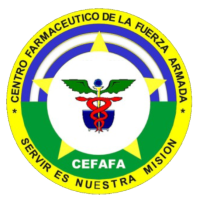 * CENTRO FARMACEUTICO DE LA FUERZA ARMADA *
CEFAFA
SERVIR ES NUESTRA MISION